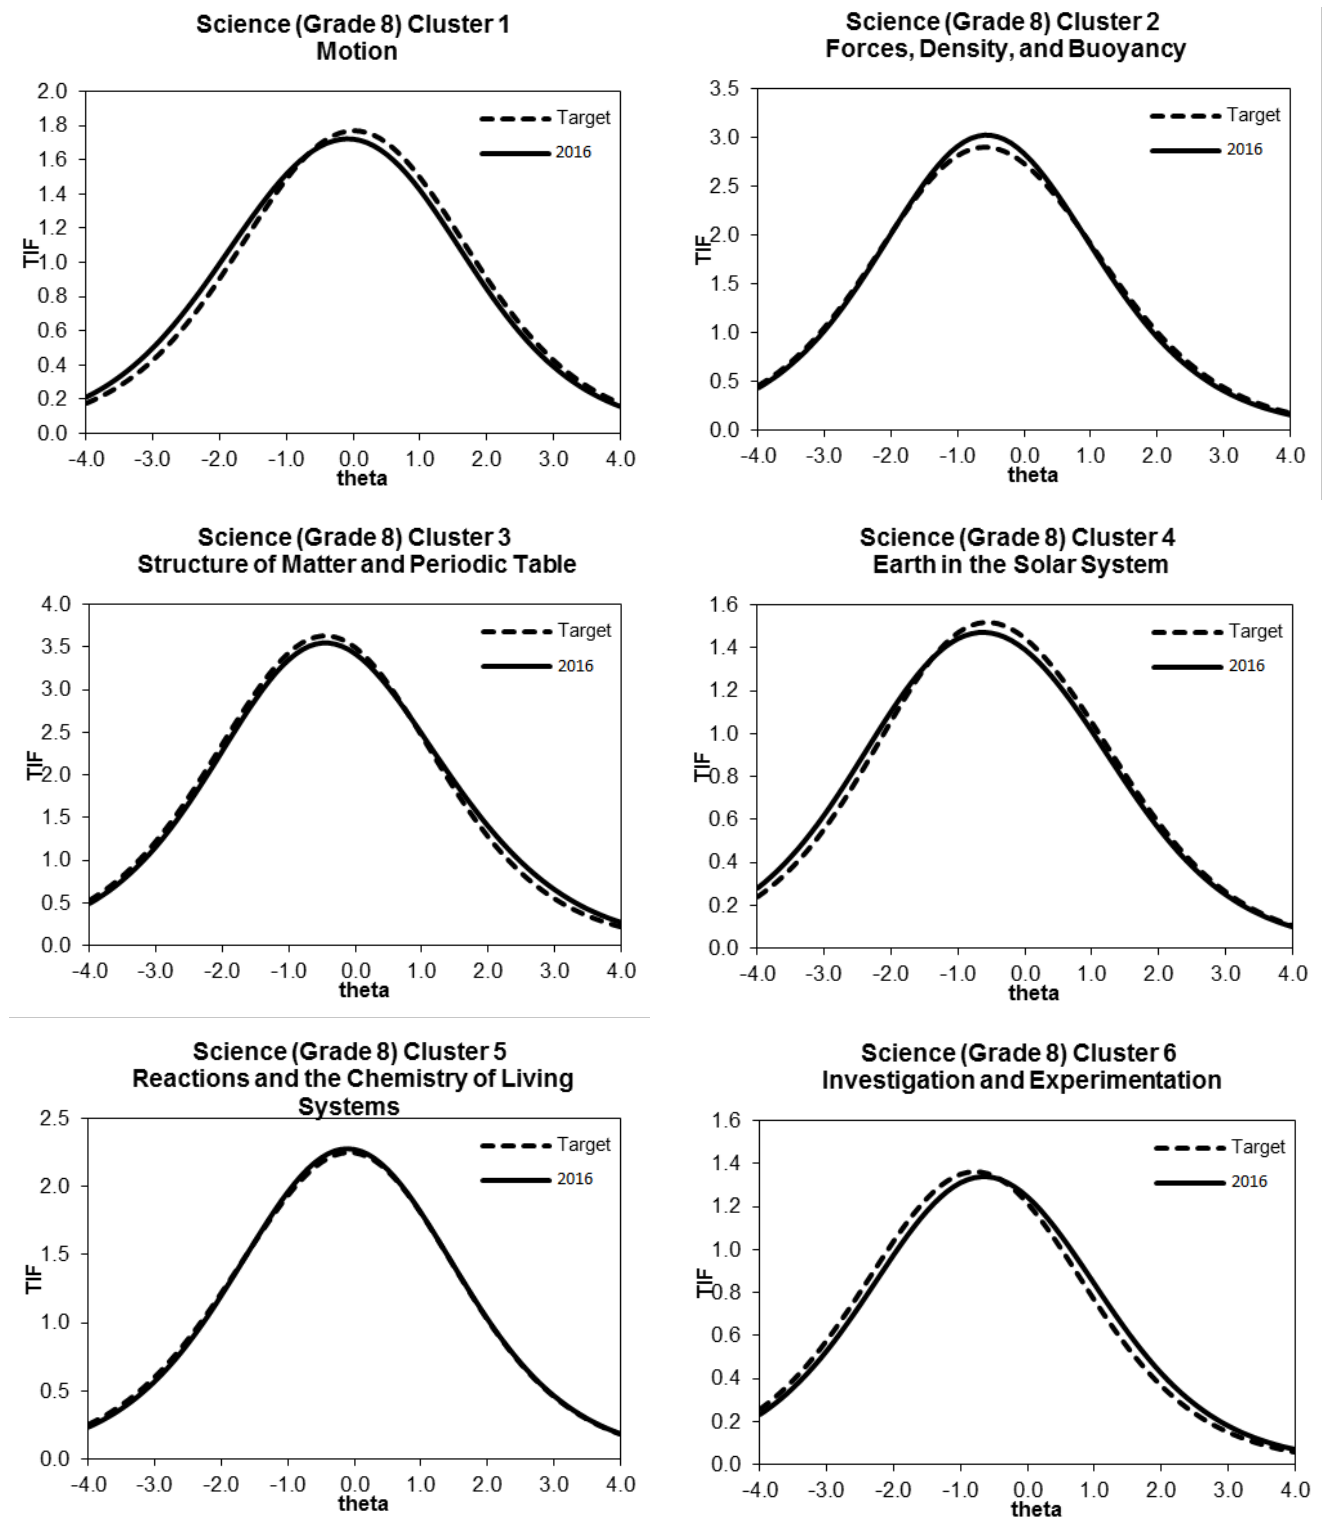 Science (Grade 8) Cluster 1
Motion
2.0
1.8
1.6
1.4
1.2
1.0
0.8
0.6
0.4
0.2
0.0
TIF
Target
2016
-4.0 -3.0 -2.0 -1.0 0.0 1.0 2.0 3.0 4.0
theta
Science (Grade 8) Cluster 2
Forces, Density, and Buoyancy
3.5
3.0
2.5
2.0
1.5
1.0
0.5
0.0
TIF
Target
2016
-4.0 -3.0 -2.0 -1.0 0.0 1.0 2.0 3.0 4.0
theta
Science (Grade 8) Cluster 3
Structure of Matter and Periodic Table
4.0
3.5
3.0
2.5
2.0
1.5
1.0
0.5
0.0
TIF
Target
2016
-4.0 -3.0 -2.0 -1.0 0.0 1.0 2.0 3.0 4.0
theta
Science (Grade 8) Cluster 4
Earth in the Solar System
1.6
1.4
1.2
1.0
0.8
0.6
0.4
0.2
0.0
TIF
Target
2016
-4.0 -3.0 -2.0 -1.0 0.0 1.0 2.0 3.0 4.0
theta
Science (Grade 8) Cluster 5
Reactions and the Chemistry of Living
Systems
2.5
2.0
1.5
1.0
0.5
0.0
TIF
Target
2016
-4.0 -3.0 -2.0 -1.0 0.0 1.0 2.0 3.0 4.0
theta
Science (Grade 8) Cluster 6
Investigation and Experimentation
1.6
1.4
1.2
1.0
0.8
0.6
0.4
0.2
0.0
TIF
Target
2016
-4.0 -3.0 -2.0 -1.0 0.0 1.0 2.0 3.0 4.0
theta